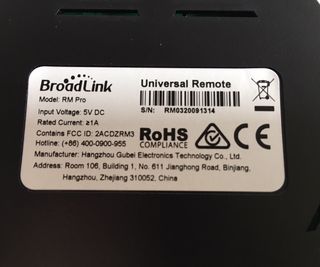 BroadLink
Universal Remote
Model: RM Pro
Input Voltage: 5V DC
S/N:
RM0320091314
Rated Current: ≥1A
Contains FCC ID: 2ACDZRM3
Hotline: (+86) 400-0900-955
RoHS
COMPLIANCE
Manufacturer: Hangzhou Gubei Electronics Technology Co., Ltd.
Address: Room 106, Building 1, No. 611 Jianghong Road, Binjiang,
Hangzhou, Zhejiang 310052, China